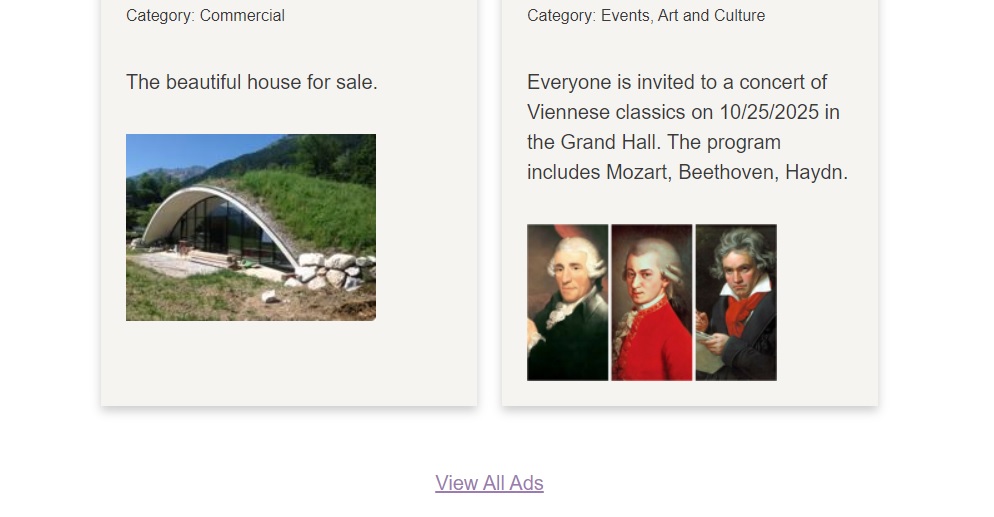 Category: Commercial
The beautiful house for sale.
Category: Events, Art and Culture
Everyone is invited to a concert of
Viennese classics on 10/25/2025 in
the Grand Hall. The program
includes Mozart, Beethoven, Haydn.
View All Ads